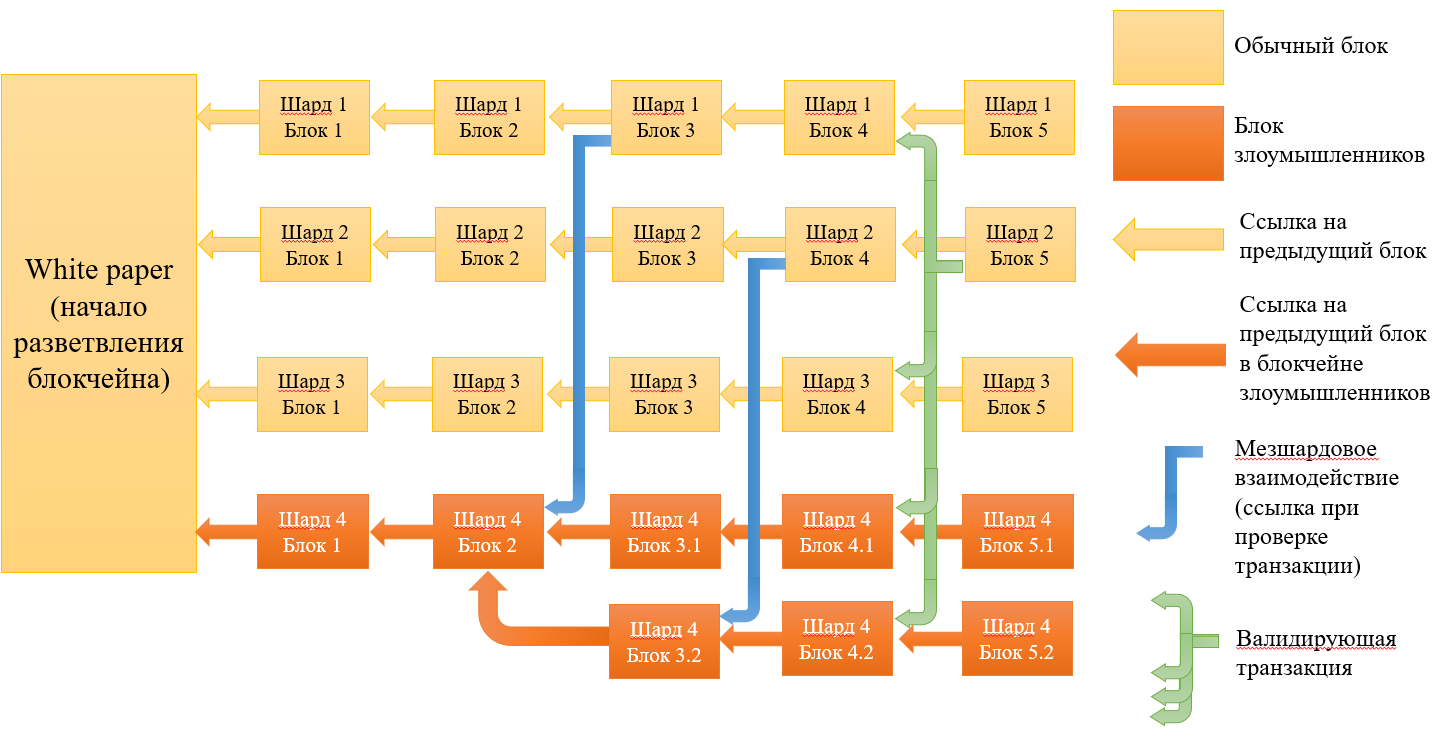 White paper
(начало
разветвления
блокчейна)
Шард 1
Блок 1
Шард 1
Блок 2
Шард 1
Блок 3
Шард 1
Блок 4
Шард 1
Блок 5
Шард 2
Блок 1
Шард 2
Блок 2
Шард 2
Блок 3
Шард 2
Блок 4
Шард 2
Блок 5
Шард 3
Блок 1
Шард 3
Блок 2
Шард 3
Блок 3
Шард 3
Блок 4
Шард 3
Блок 5
Шард 4
Блок 1
Шард 4
Блок 2
Шард 4
Блок 3.1
Шард 4
Блок 4.1
Шард 4
Блок 5.1
Шард 4
Блок 3.2
Шард 4
Блок 4.2
Шард 4
Блок 5.2
Обычный блок
Блок
злоумышленников
Ссылка на
предыдущий блок
Ссылка на
предыдущий блок
в блокчейне
злоумышленников
Мезшардовое
взаимодействие
(ссылка при
проверке
транзакции)
Валидирующая
транзакция